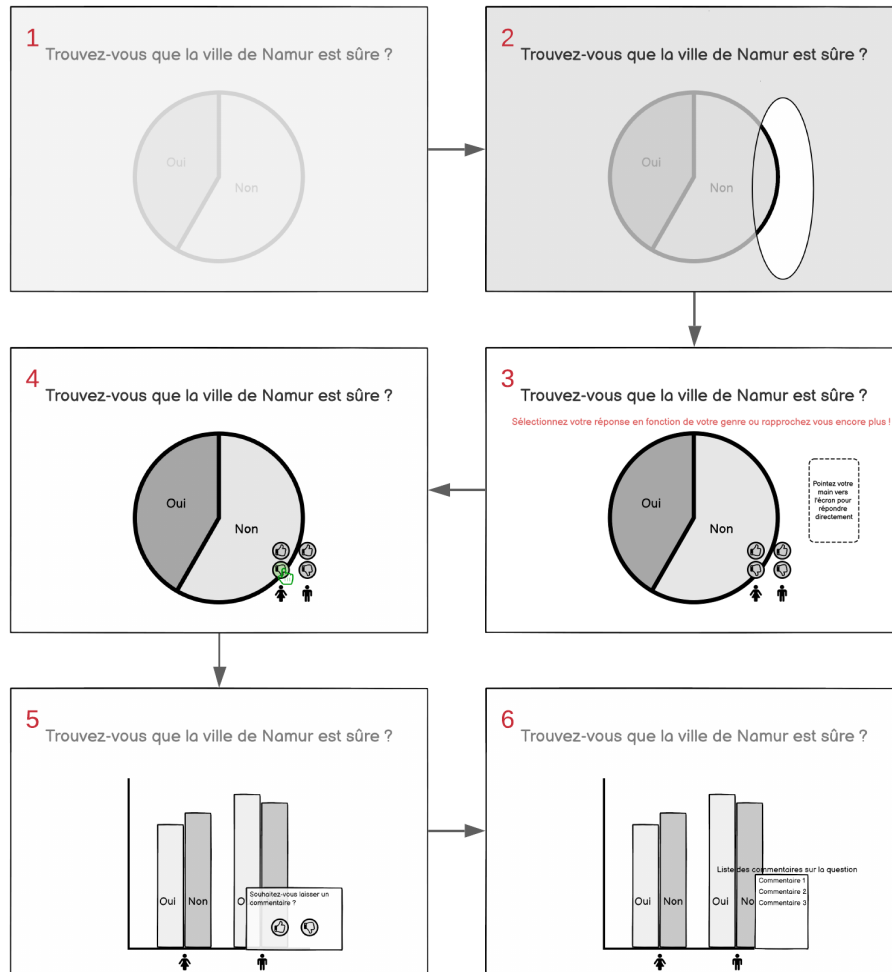 1
Trouvez-vous que la ville de Namur est sûre ?
Oui
Non
2
Trouvez-vous que la ville de Namur est sûre ?
Oui
Non
4
Trouvez-vous que la ville de Namur est sûre ?
Oui
Non
3
Trouvez-vous que la ville de Namur est sûre ?
Sélectionnez votre réponse en fonction de votre genre ou rapprochez vous encore plus !
Oui
Non
Pointez votre
main vers
l'écran pour
répondre
directement
5
Trouvez-vous que la ville de Namur est sûre ?
Souhaitez-vous laisser un
commentaire ?
Oui Non O
6
Trouvez-vous que la ville de Namur est sûre ?
Liste des commentaires sur la question
Commentaire 1
Commentaire 2
Commentaire 3
Oui Non Oui No